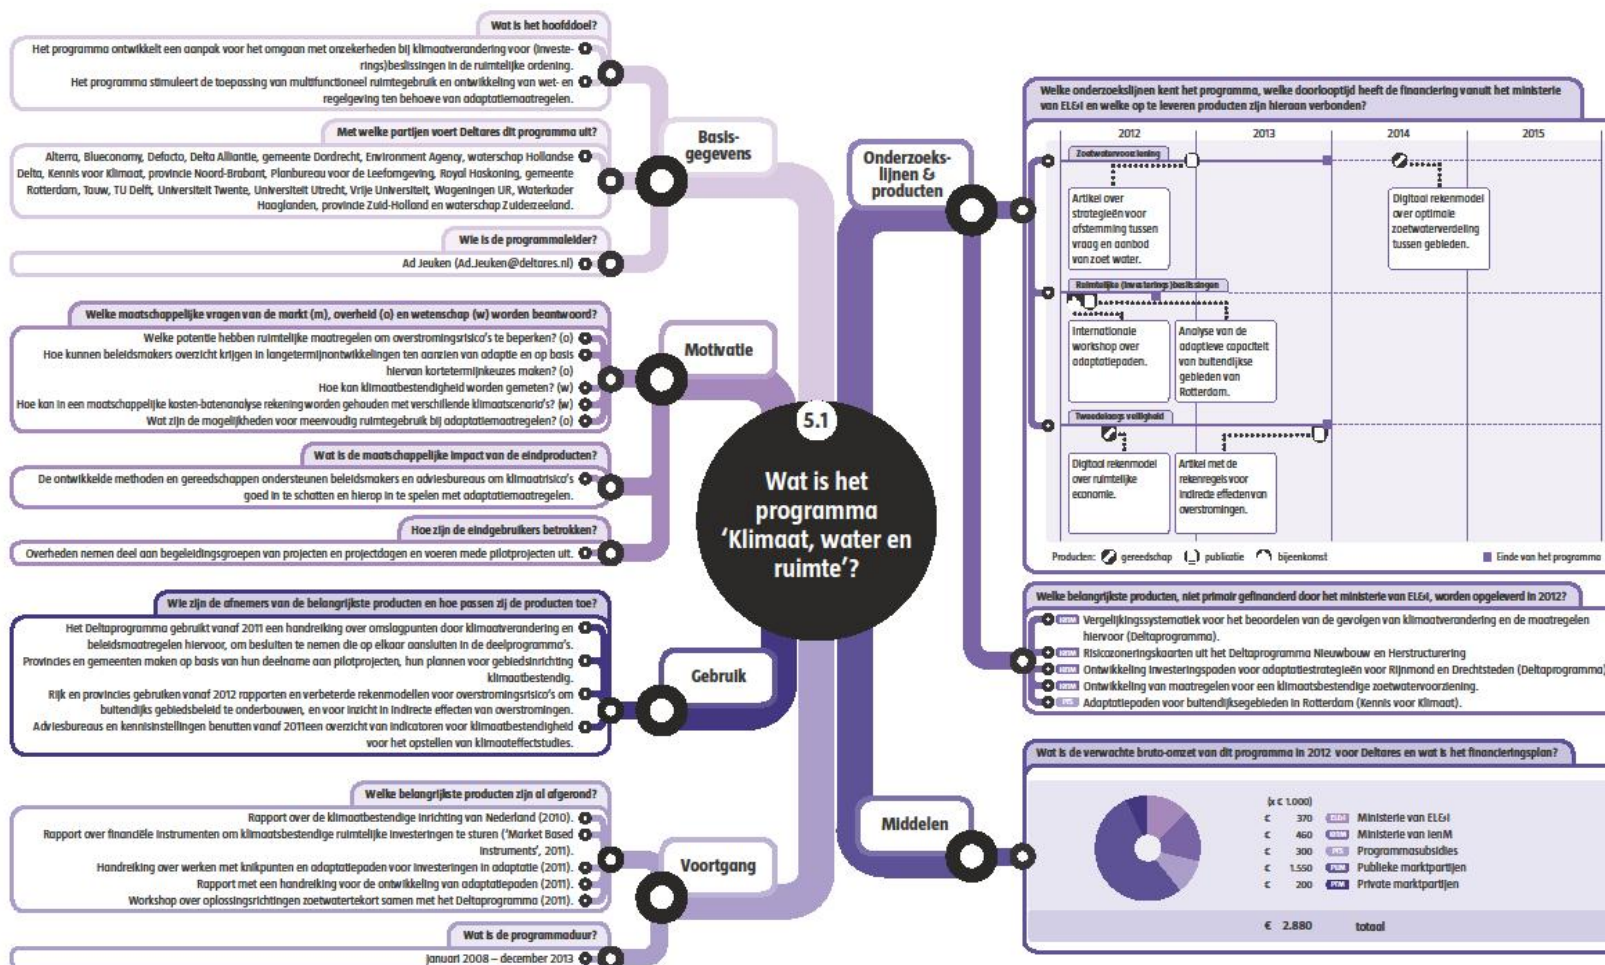 Wat is het hoofddoel?
Het programma ontwikkelt een aanpak voor het omgaan met onzekerheden bij klimaatverandering voor (investe-
rings)beslissingen in de ruimtelijke ordening.
Het programma stimuleert de toepassing van multifunctioneel ruimtegebruik en ontwikkeling van wet- en
regelgeving ten behoeve van adaptatiemaatregelen.
Met welke partijen voert Deltares dit programma uit?
Alterra, Blueconomy, Defacto, Delta Alliantie, gemeente Dordrecht, Environment Agency, waterschap Hollandse
Delta, Kennis voor Klimaat, provincie Noord-Brabant, Planbureau voor de Leefomgeving, Royal Haskoning, gemeente
Rotterdam, Tauw, TU Delft, Universiteit Twente, Universiteit Utrecht, Vrije Universiteit, Wageningen UR, Waterkader
Haaglanden, provincie Zuid-Holland en waterschap Zuiderzeeland.
Wie is de programmaleider?
Ad Jeuken (Ad.Jeuken@deltares.nl)
Basis-
gegevens
Welke maatschappelijke vragen van de markt (m), overheid (o) en wetenschap (w) worden beantwoord?
Welke potentie hebben ruimtelijke maatregelen om overstromingsrisico's te beperken? (o)
Hoe kunnen beleidsmakers overzicht krijgen in langetermijnontwikkelingen ten aanzien van adaptie en op basis
hiervan kortetermijnkeuzes maken? (o)
Hoe kan klimaatbestendigheid worden gemeten? (w)
Hoe kan in een maatschappelijke kosten-batenanalyse rekening worden gehouden met verschillende klimaatscenario's? (w)
Wat zijn de mogelijkheden voor meervoudig ruimtegebruik bij adaptatiemaatregelen? (o)
Wat is de maatschappelijke impact van de eindproducten?
De ontwikkelde methoden en gereedschappen ondersteunen beleidsmakers en adviesbureaus om klimaatrisico's
goed in te schatten en hierop in te spelen met adaptatiemaatregelen.
Hoe zijn de eindgebruikers betrokken?
Overheden nemen deel aan begeleidingsgroepen van projecten en projectdagen en voeren mede pilotprojecten uit.
Motivatie
Wie zijn de afnemers van de belangrijkste producten en hoe passen zij de producten toe?
Het Deltaprogramma gebruikt vanaf 2011 een handreiking over omslagpunten door klimaatverandering en
beleidsmaatregelen hiervoor, om besluiten te nemen die op elkaar aansluiten in de deelprogramma's.
Provincies en gemeenten maken op basis van hun deelname aan pilotprojecten, hun plannen voor gebiedsinrichting
klimaatbestendig.
Rijk en provincies gebruiken vanaf 2012 rapporten en verbeterde rekenmodellen voor overstromingsrisico's om
buitendijks gebiedsbeleid te onderbouwen, en voor inzicht in indirecte effecten van overstromingen.
Adviesbureaus en kennisinstellingen benutten vanaf 2011een overzicht van indicatoren voor klimaatbestendigheid
voor het opstellen van klimaateffectstudies.
Gebruik
Welke belangrijkste producten zijn al afgerond?
Rapport over de klimaatbestendige inrichting van Nederland (2010).
Rapport over financiële instrumenten om klimaatsbestendige ruimtelijke investeringen te sturen ('Market Based
Instruments', 2011).
Handreiking over werken met knikpunten en adaptatiepaden voor investeringen in adaptatie (2011).
Rapport met een handreiking voor de ontwikkeling van adaptatiepaden (2011).
Workshop over oplossingsrichtingen zoetwatertekort samen met het Deltaprogramma (2011).
Wat is de programmaduur?
januari 2008 – december 2013
Voortgang
5.1
Wat is het
programma
‘Klimaat, water en
ruimte’?
Onderzoeks-
lijnen &
producten
Welke onderzoekslijnen kent het programma, welke doorlooptijd heeft de financiering vanuit het ministerie
van EL&I en welke op te leveren producten zijn hieraan verbonden?
2012 2013 2014 2015
Zoetwatervoorziening
Artikel over
strategieën voor
afstemming tussen
vraag en aanbod
van zoet water.
Digitaal rekenmodel
over optimale
zoetwaterverdeling
tussen gebieden.
Ruimtelijke (investerings)beslissingen
Internationale
workshop over
adaptatiepaden.
Analyse van de
adaptieve capaciteit
van buitendijkse
gebieden van
Rotterdam.
Tweedelaags veiligheid
Digitaal rekenmodel
over ruimtelijke
economie.
Artikel met de
rekenregels voor
indirecte effecten van
overstromingen.
Producten: gereedschap publicatie bijeenkomst Einde van het programma
Welke belangrijkste producten, niet primair gefinancierd door het ministerie van EL&I, worden opgeleverd in 2012?
I&M Vergelijkingssystematiek voor het beoordelen van de gevolgen van klimaatverandering en de maatregelen
hiervoor (Deltaprogramma).
I&M Risicozoneringskaarten uit het Deltaprogramma Nieuwbouw en Herstructurering
I&M Ontwikkeling investeringspaden voor adaptatiestrategieën voor Rijnmond en Drechtsteden (Deltaprogramma)
I&M Ontwikkeling van maatregelen voor een klimaatsbestendige zoetwatervoorziening.
PS Adaptatiepaden voor buitendijksegebieden in Rotterdam (Kennis voor Klimaat).
Middelen
Wat is de verwachte bruto-omzet van dit programma in 2012 voor Deltares en wat is het financieringsplan?
(x € 1.000)
€ 370 EL&I Ministerie van EL&I
€ 460 I&M Ministerie van IenM
€ 300 PS Programmasubsidies
€ 1.550 PUM Publieke marktpartijen
€ 200 PRM Private marktpartijen
€ 2.880 totaal